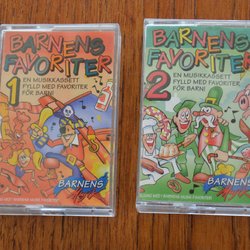 BARNENS
FAVORITER
1
EN MUSIKKASSETT
FYLLD MED FAVORITER
FÖR BARN!
BARNENS
BARNENS
FAVORITER
2
EN MUSIKKASSETT
FYLLD MED FAVORITER
FÖR BARN!
BARNENS